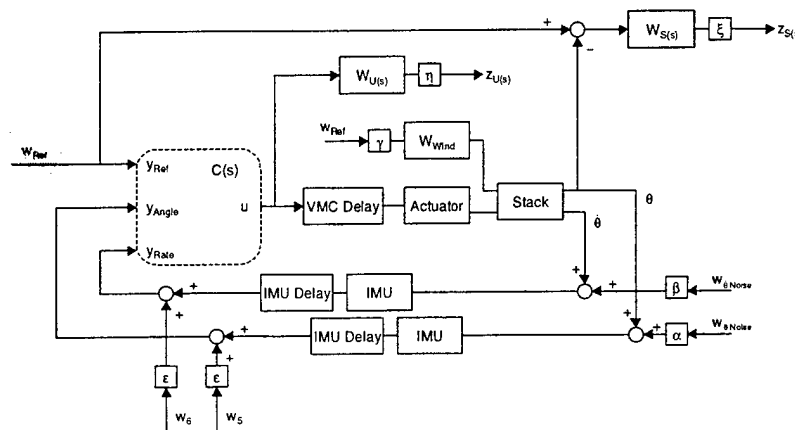 +
W_S(s)
ξ
z_S(s
−
W_U(s)
η
z_U(s)
w_Ref
γ
W_Wind
w_Ref
y_Ref
C(s)
y_Angle
u
VMC Delay
Actuator
Stack
θ
θ̇
y_Rate
+
IMU Delay
IMU
+
+
β
w_θ̇ Noise
+
+
IMU Delay
IMU
+
+
α
w_θ Noise
+
ε
ε
w_6
w_5